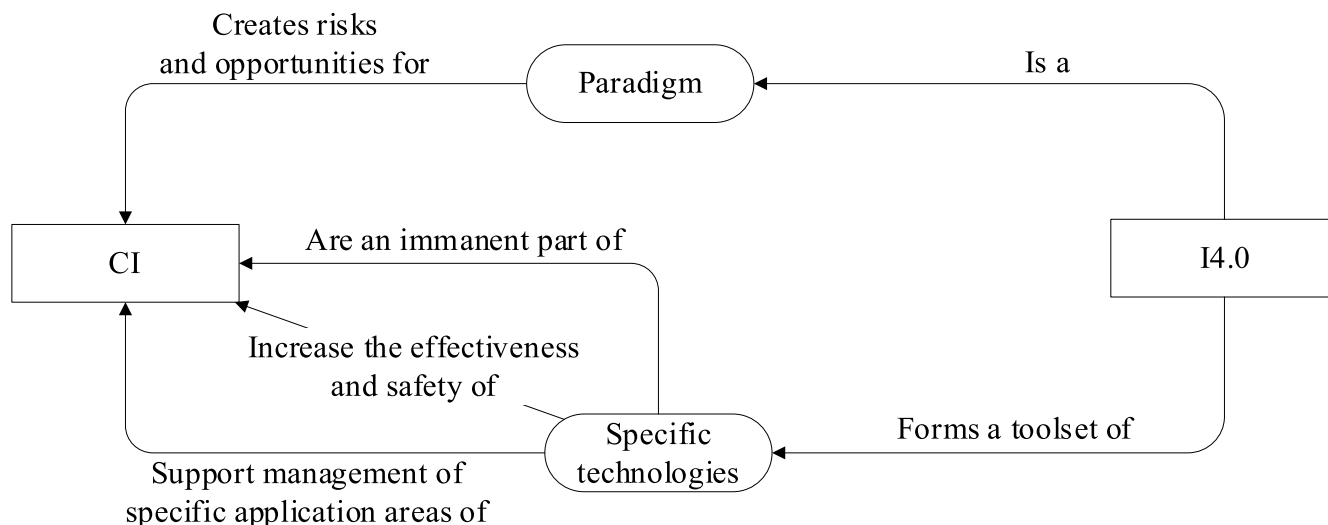 Creates risks
and opportunities for
Paradigm
Is a
CI
Are an immanent part of
I4.0
Increase the effectiveness
and safety of
Specific
technologies
Forms a toolset of
Support management of
specific application areas of